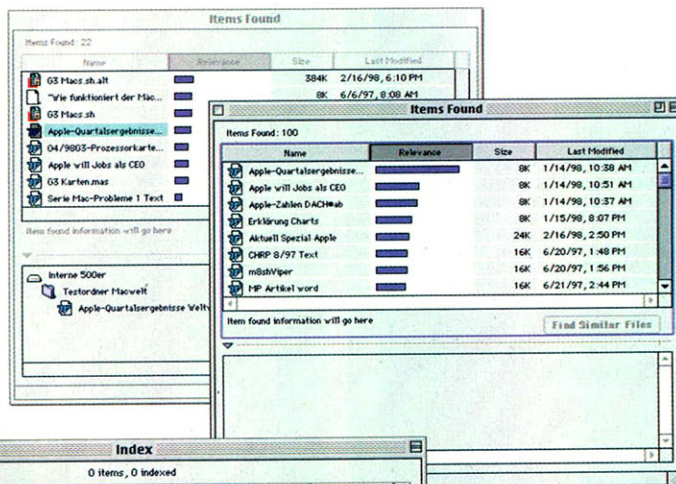 Items Found
Items Found: 22
Name Relevance Size Last Modified
G3 Macs.sh.alt 384K 2/16/98, 6:10 PM
"Wie funktioniert der Mac... 8K 6/6/97, 8:08 AM
G3 Macs.sh
Apple-Quartalsergebnisse...
04/98G3-Prozessorkarte...
Apple will Jobs als CEO
G3 Karten.mas
Serie Mac-Probleme 1 Text
Item found information will go here
Interne 500er
Testordner Macwelt
Apple-Quartalsergebnisse Weltw
Items Found
Items Found: 100
Name Relevance Size Last Modified
Apple-Quartalsergebnisse... 8K 1/14/98, 10:38 AM
Apple will Jobs als CEO 8K 1/14/98, 10:51 AM
Apple-Zahlen DACH•ab 8K 1/14/98, 10:37 AM
Erklärung Charts 8K 1/15/98, 8:07 PM
Aktuell Spezial Apple 24K 2/16/98, 2:50 PM
CHRP 8/97 Text 16K 6/20/97, 1:48 PM
m8shViper 16K 6/20/97, 1:56 PM
MP Artikel word 16K 6/21/97, 2:44 PM
Item found information will go here
Find Similar Files
Index
0 items, 0 indexed